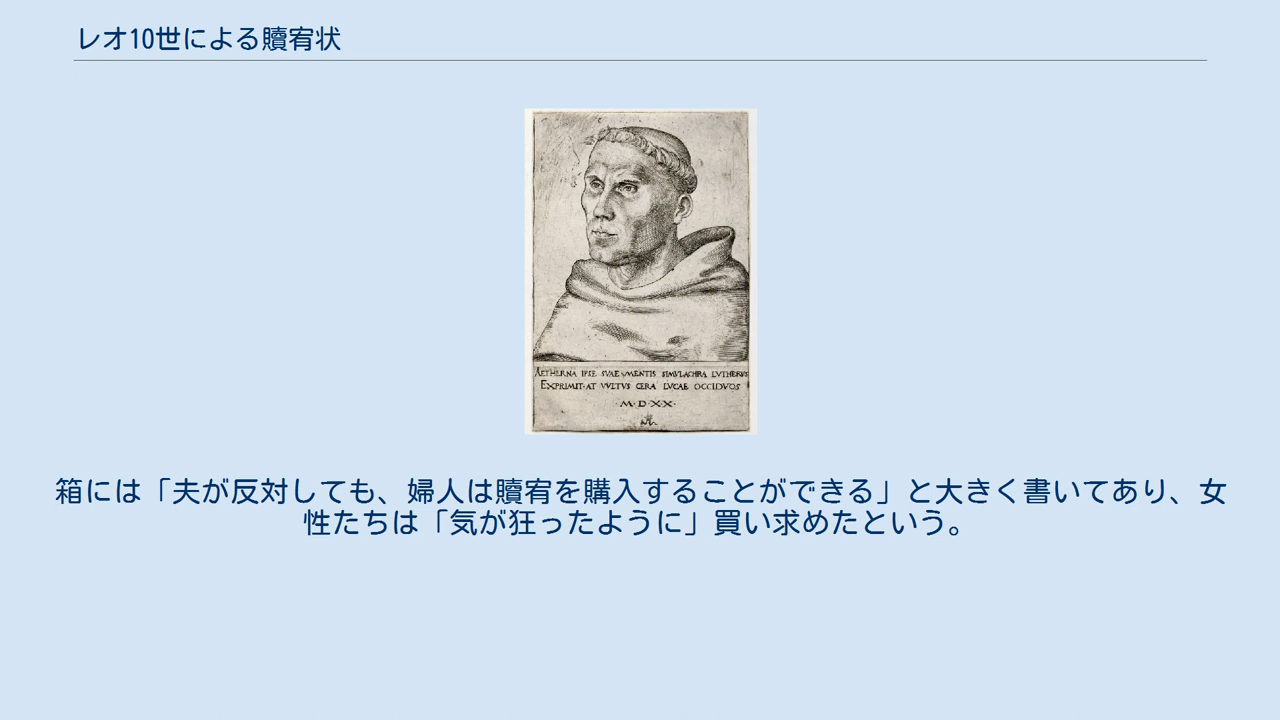 レオ10世による贖宥状
AETHERNA IPSE SVAE MENTIS SIMVLACHRA LVTHERVS
EXPRIMIT·AT VVLTVS CERA LVCAE OCCIDVOS
·M·D·X·X·
箱には「夫が反対しても、婦人は贖宥を購入することができる」と大きく書いてあり、女
性たちは「気が狂ったように」買い求めたという。